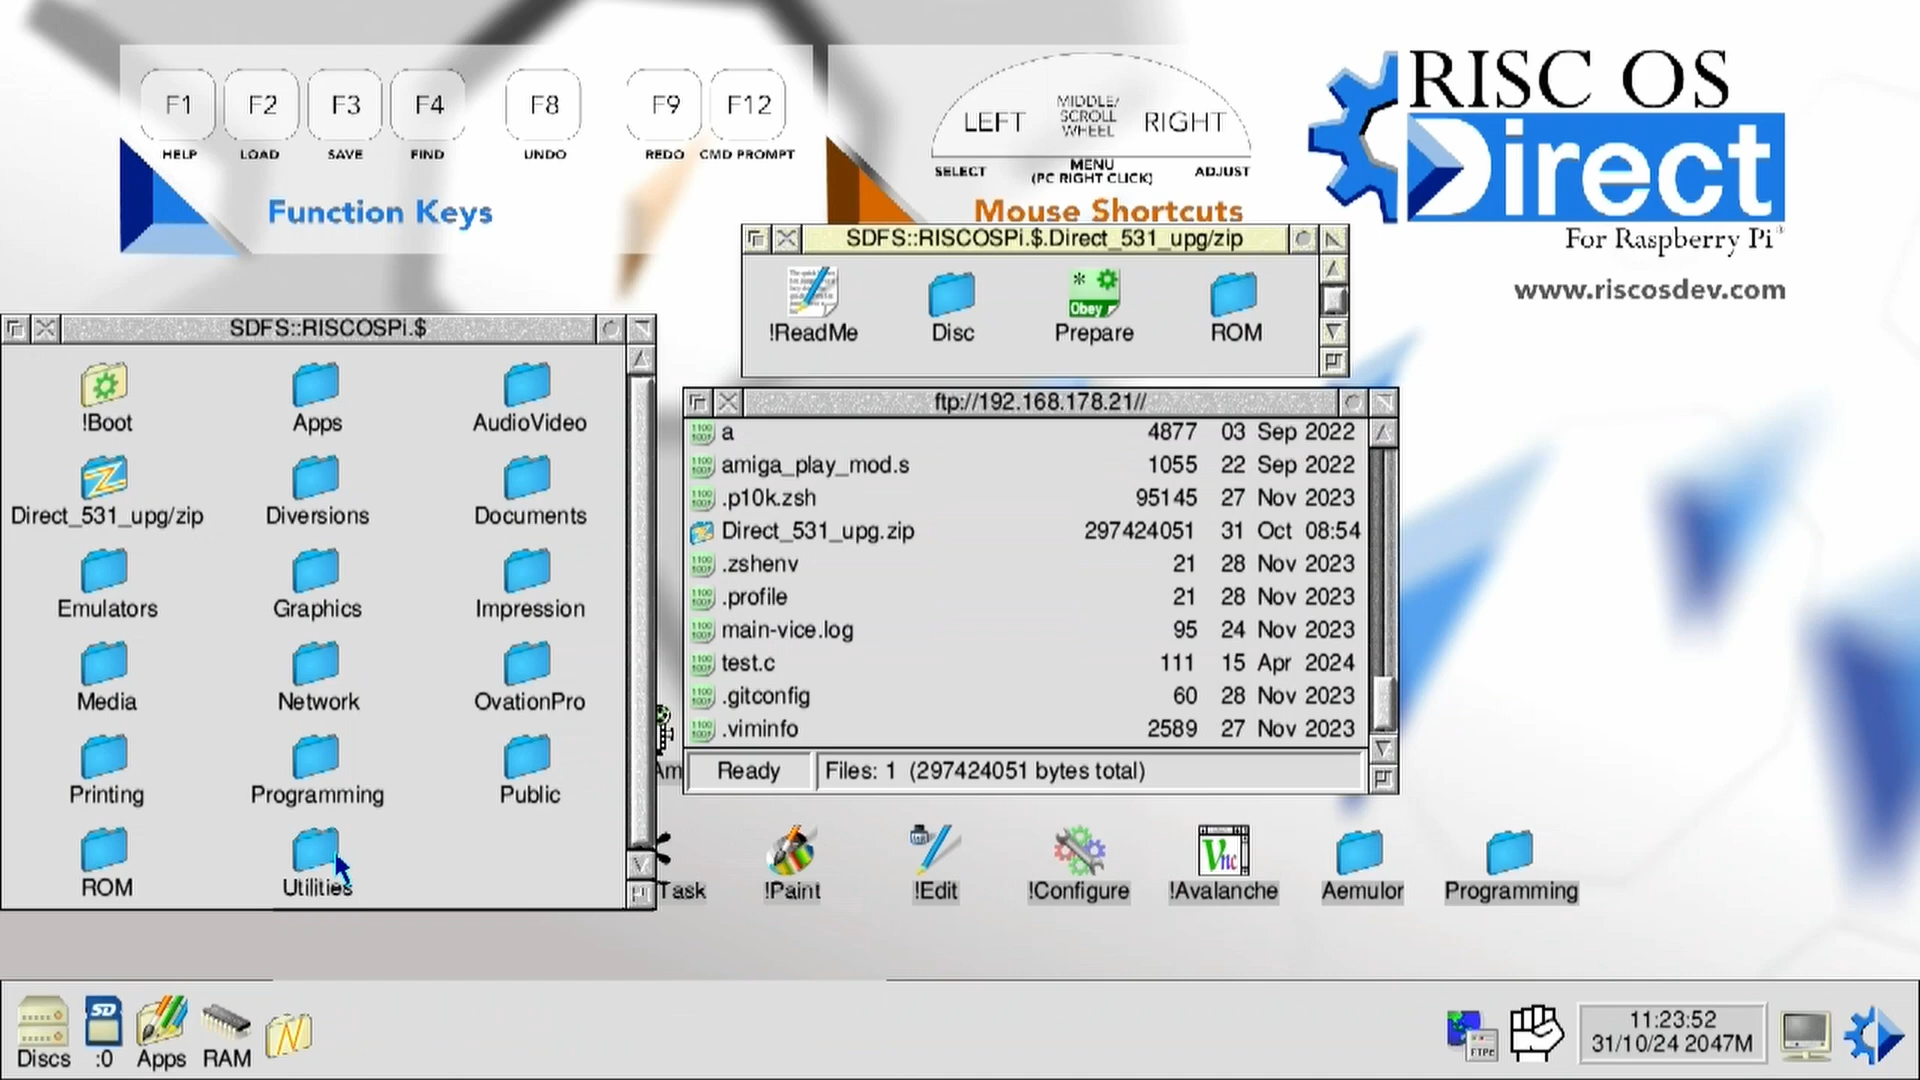 F1 F2 F3 F4 F8 F9 F12
HELP LOAD SAVE FIND UNDO REDO CMD PROMPT
Function Keys
LEFT MIDDLE/ SCROLL WHEEL RIGHT
SELECT MENU (PC RIGHT CLICK) ADJUST
Mouse Shortcuts
RISC OS
Direct
For Raspberry Pi®
www.riscosdev.com
SDFS::RISCOSPi.$.Direct_531_upg/zip
!ReadMe Disc Prepare ROM
* Obey
SDFS::RISCOSPi.$
!Boot Apps AudioVideo
Direct_531_upg/zip Diversions Documents
Emulators Graphics Impression
Media Network OvationPro
Printing Programming Public
ROM Utilities
ftp://192.168.178.21//
a 4877 03 Sep 2022
amiga_play_mod.s 1055 22 Sep 2022
.p10k.zsh 95145 27 Nov 2023
Direct_531_upg.zip 297424051 31 Oct 08:54
.zshenv 21 28 Nov 2023
.profile 21 28 Nov 2023
main-vice.log 95 24 Nov 2023
test.c 111 15 Apr 2024
.gitconfig 60 28 Nov 2023
.viminfo 2589 27 Nov 2023
Ready Files: 1 (297424051 bytes total)
Task !Paint !Edit !Configure !Avalanche Aemulor Programming
Vnc
SD
Discs :0 Apps RAM
FTPc
11:23:52
31/10/24 2047M